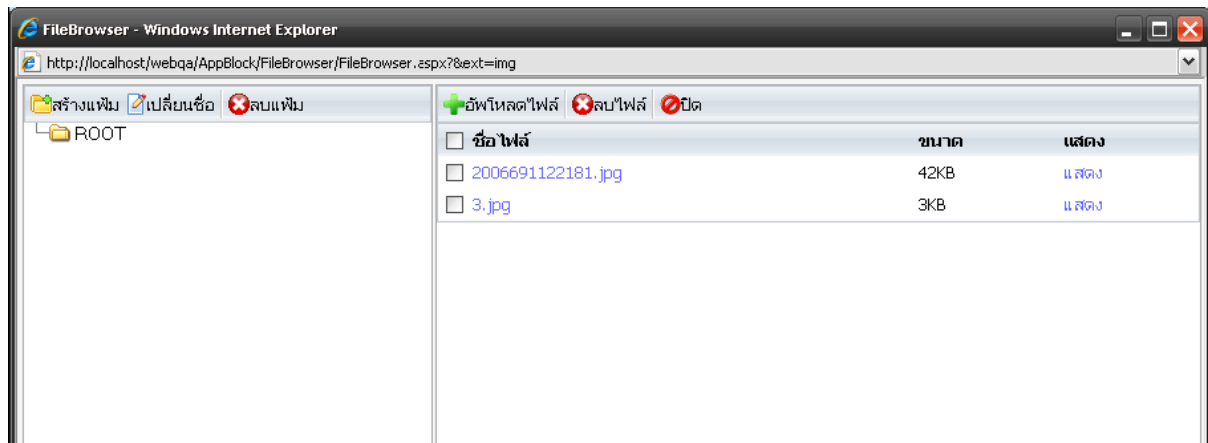 FileBrowser - Windows Internet Explorer
http://localhost/webqa/AppBlock/FileBrowser/FileBrowser.aspx?&ext=img
สร้างแฟ้ม เปลี่ยนชื่อ ลบแฟ้ม
ROOT
อัพโหลดไฟล์ ลบไฟล์ ปิด
ชื่อไฟล์ ขนาด แสดง
2006691122181.jpg 42KB แสดง
3.jpg 3KB แสดง